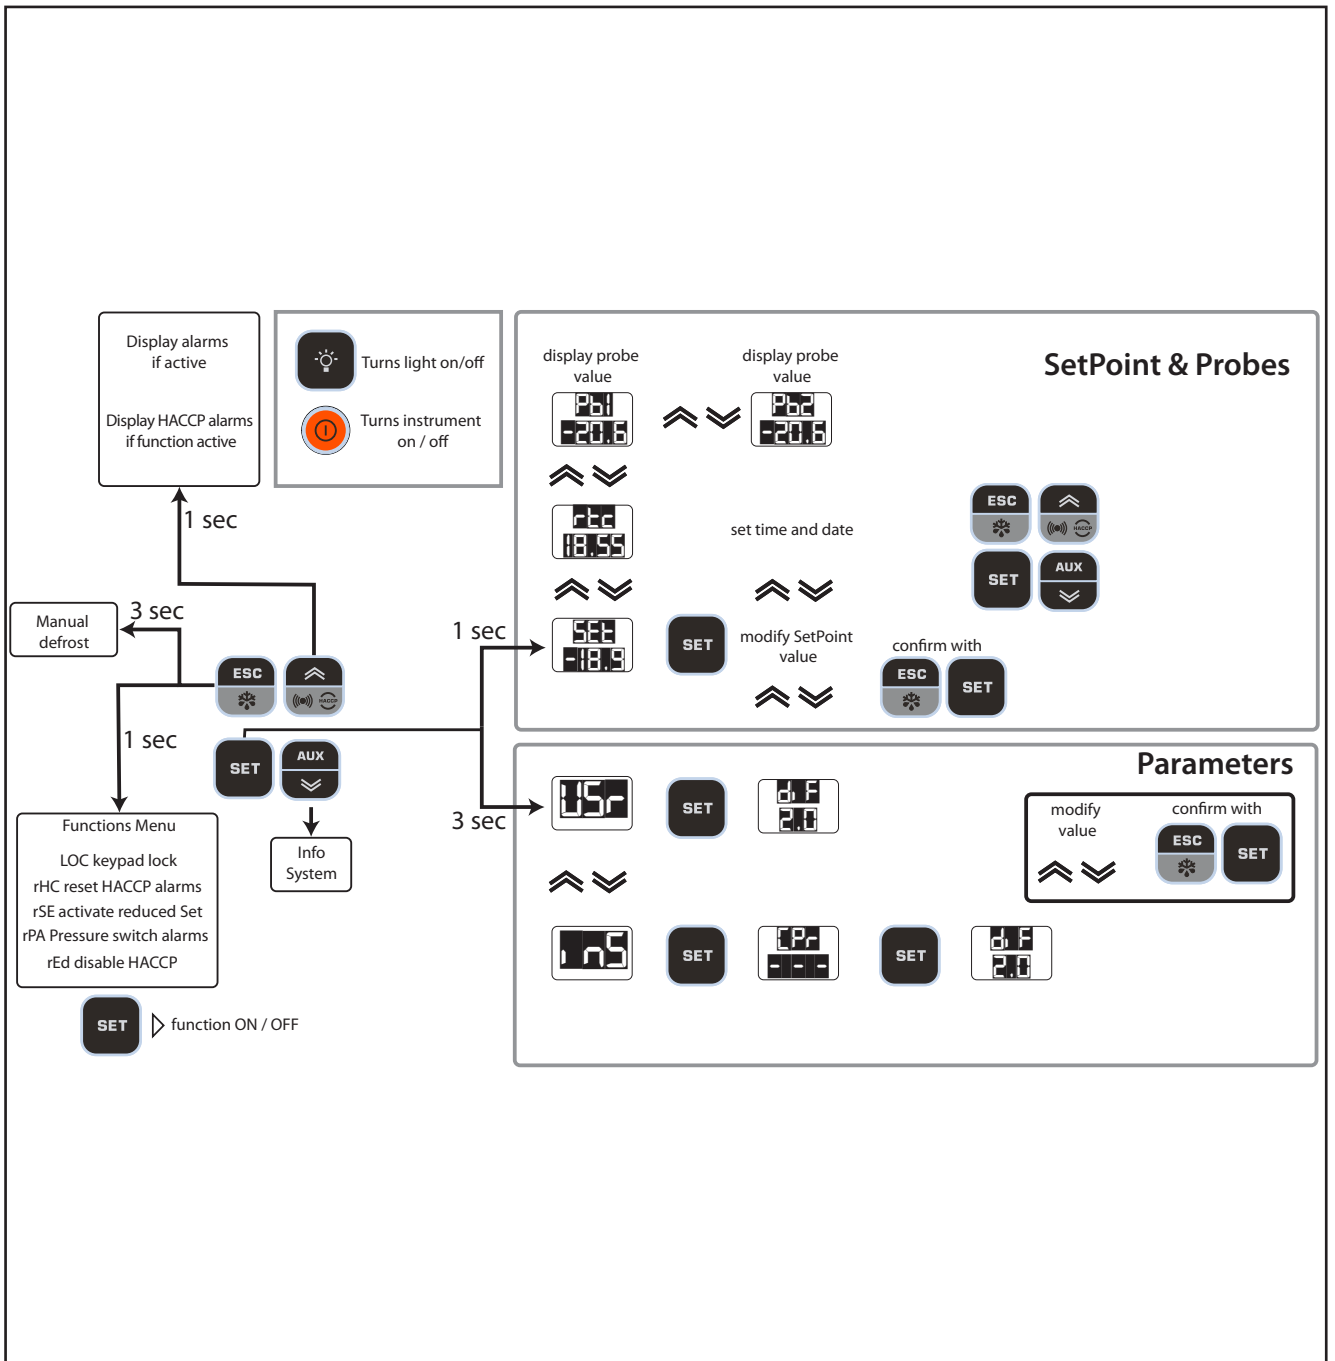 Display alarms
if active
Display HACCP alarms
if function active
Turns light on/off
Turns instrument
on / off
1 sec
3 sec
Manual
defrost
ESC
HACCP
1 sec
SET
AUX
Functions Menu
LOC keypad lock
rHC reset HACCP alarms
rSE activate reduced Set
rPA Pressure switch alarms
rEd disable HACCP
Info
System
SET
function ON / OFF
SetPoint & Probes
display probe
value
Pb1
-20.6
display probe
value
Pb2
-20.6
rtc
18.55
set time and date
ESC
HACCP
SET
AUX
1 sec
SEt
-18.9
SET
modify SetPoint
value
confirm with
ESC
SET
Parameters
3 sec
USr
SET
diF
2.0
modify
value
confirm with
ESC
SET
inS
SET
CPr
---
SET
diF
2.0